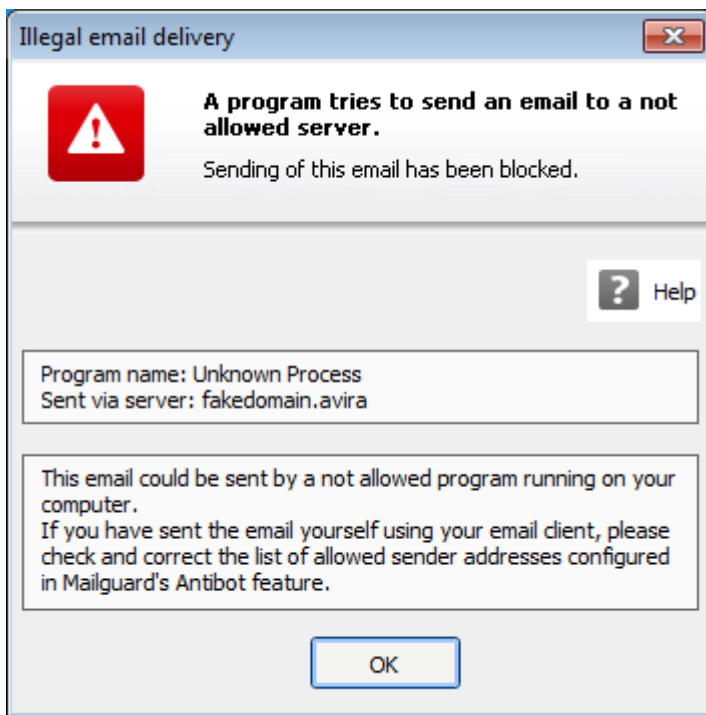 Illegal email delivery
A program tries to send an email to a not
allowed server.
Sending of this email has been blocked.
Help
Program name: Unknown Process
Sent via server: fakedomain.avira
This email could be sent by a not allowed program running on your
computer.
If you have sent the email yourself using your email client, please
check and correct the list of allowed sender addresses configured
in Mailguard's Antibot feature.
OK